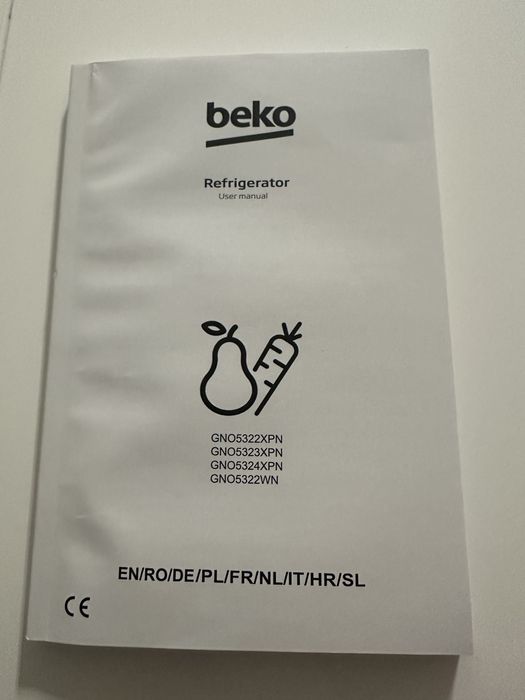 beko
Refrigerator
User manual
GNO5322XPN
GNO5323XPN
GNO5324XPN
GNO5322WN
EN/RO/DE/PL/FR/NL/IT/HR/SL
CE